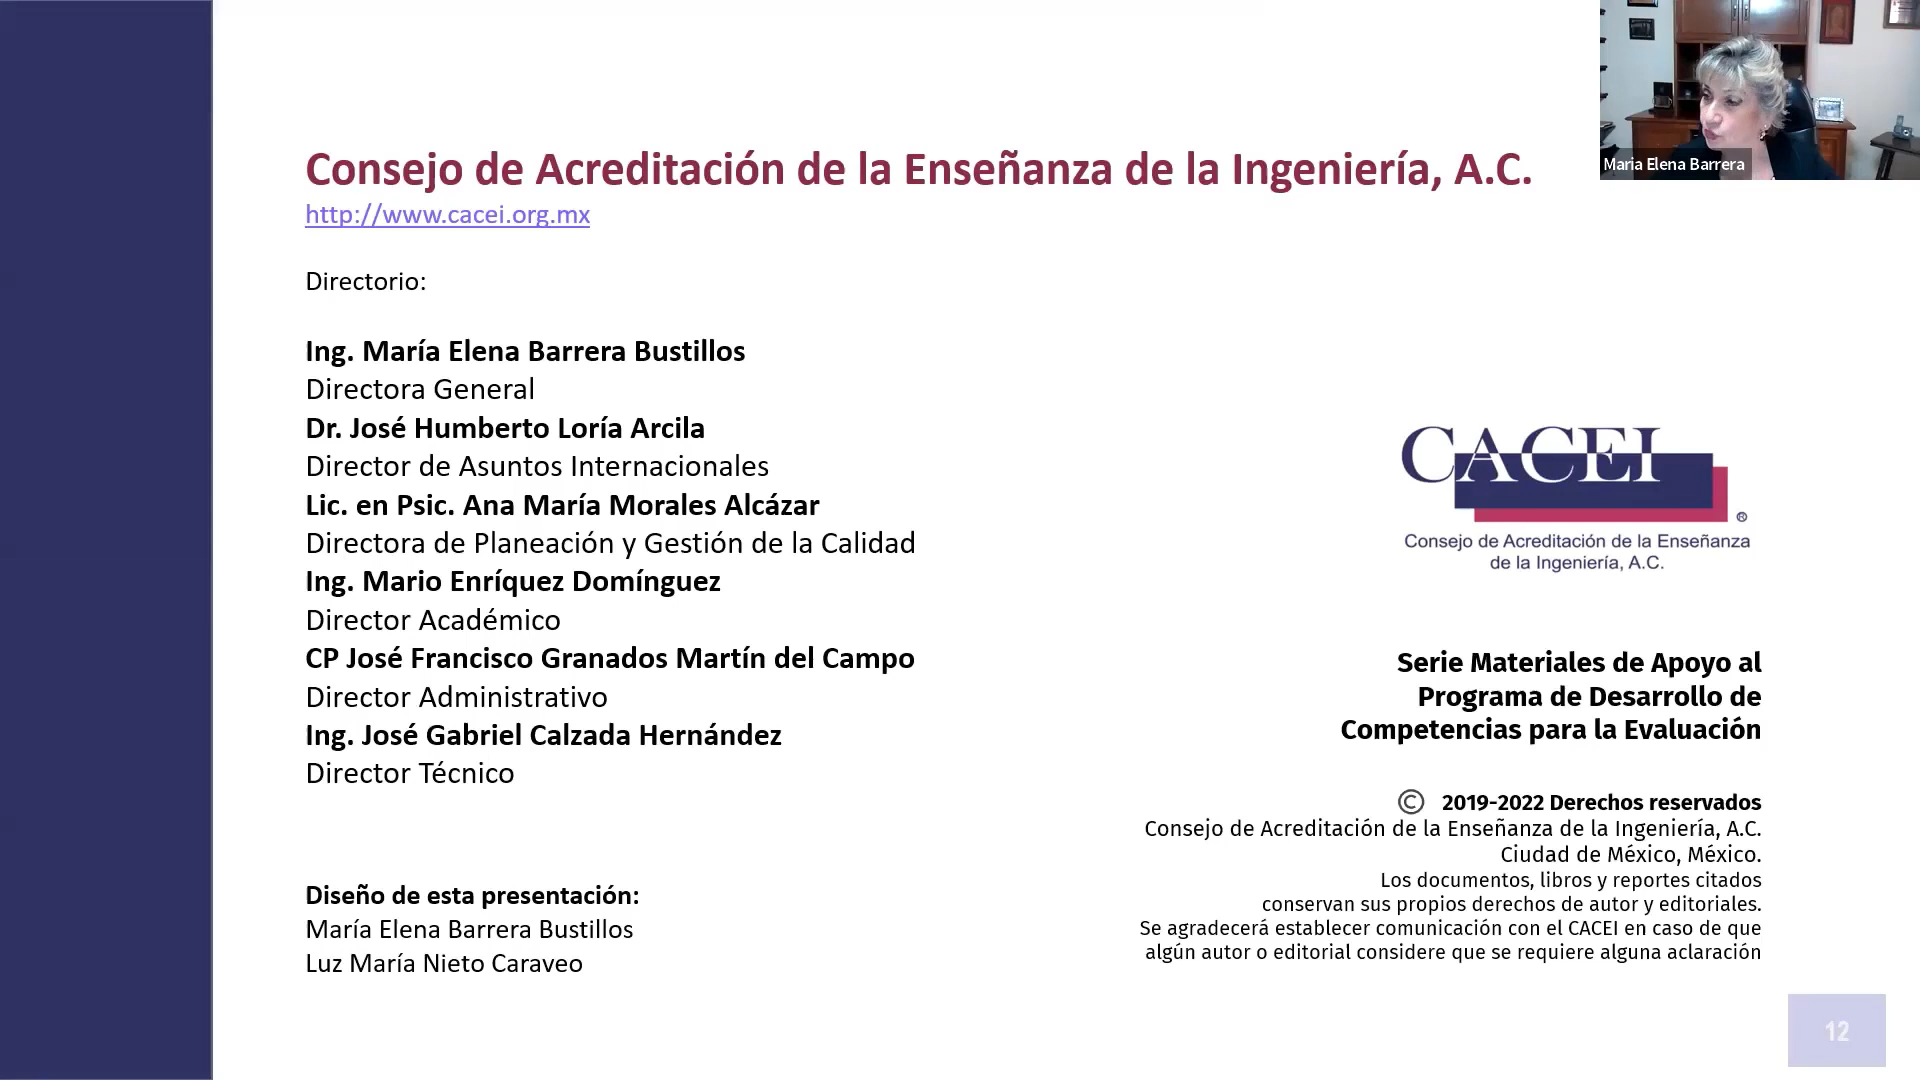 Maria Elena Barrera
Consejo de Acreditación de la Enseñanza de la Ingeniería, A.C.
http://www.cacei.org.mx
Directorio:
Ing. María Elena Barrera Bustillos
Directora General
Dr. José Humberto Loría Arcila
Director de Asuntos Internacionales
Lic. en Psic. Ana María Morales Alcázar
Directora de Planeación y Gestión de la Calidad
Ing. Mario Enríquez Domínguez
Director Académico
CP José Francisco Granados Martín del Campo
Director Administrativo
Ing. José Gabriel Calzada Hernández
Director Técnico
Diseño de esta presentación:
María Elena Barrera Bustillos
Luz María Nieto Caraveo
CACEI
®
Consejo de Acreditación de la Enseñanza
de la Ingeniería, A.C.
Serie Materiales de Apoyo al
Programa de Desarrollo de
Competencias para la Evaluación
© 2019-2022 Derechos reservados
Consejo de Acreditación de la Enseñanza de la Ingeniería, A.C.
Ciudad de México, México.
Los documentos, libros y reportes citados
conservan sus propios derechos de autor y editoriales.
Se agradecerá establecer comunicación con el CACEI en caso de que
algún autor o editorial considere que se requiere alguna aclaración
12